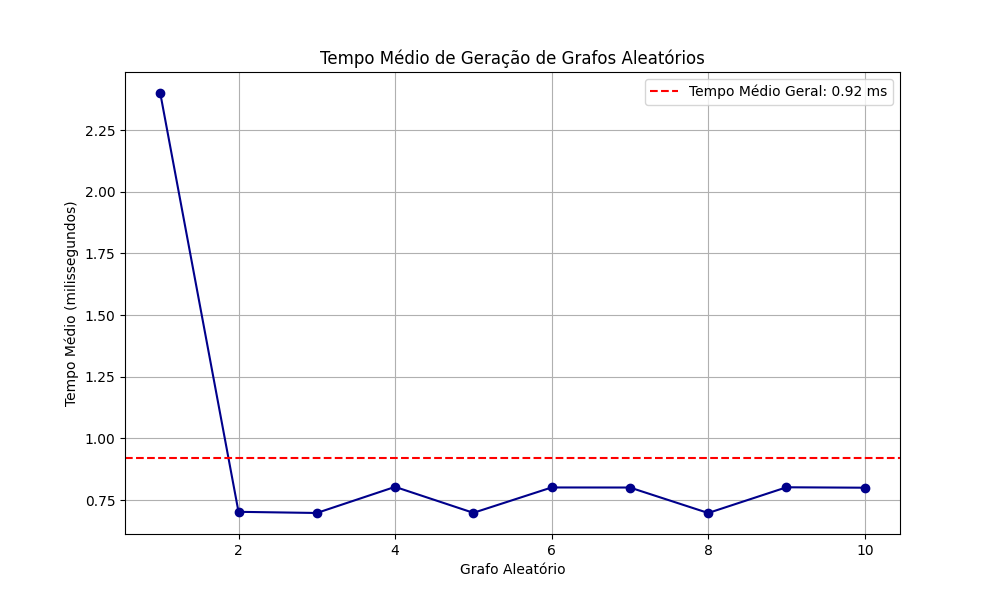 Tempo Médio de Geração de Grafos Aleatórios
Tempo Médio Geral: 0.92 ms
Tempo Médio (milissegundos)
2.25
2.00
1.75
1.50
1.25
1.00
0.75
2 4 6 8 10
Grafo Aleatório